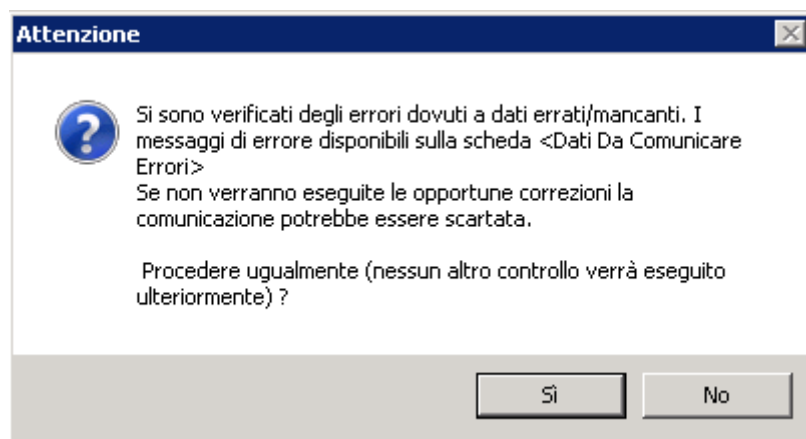 Attenzione
Si sono verificati degli errori dovuti a dati errati/mancanti. I
messaggi di errore disponibili sulla scheda <Dati Da Comunicare
Errori>
Se non verranno eseguite le opportune correzioni la
comunicazione potrebbe essere scartata.
Procedere ugualmente (nessun altro controllo verrà eseguito
ulteriormente) ?
Sì
No